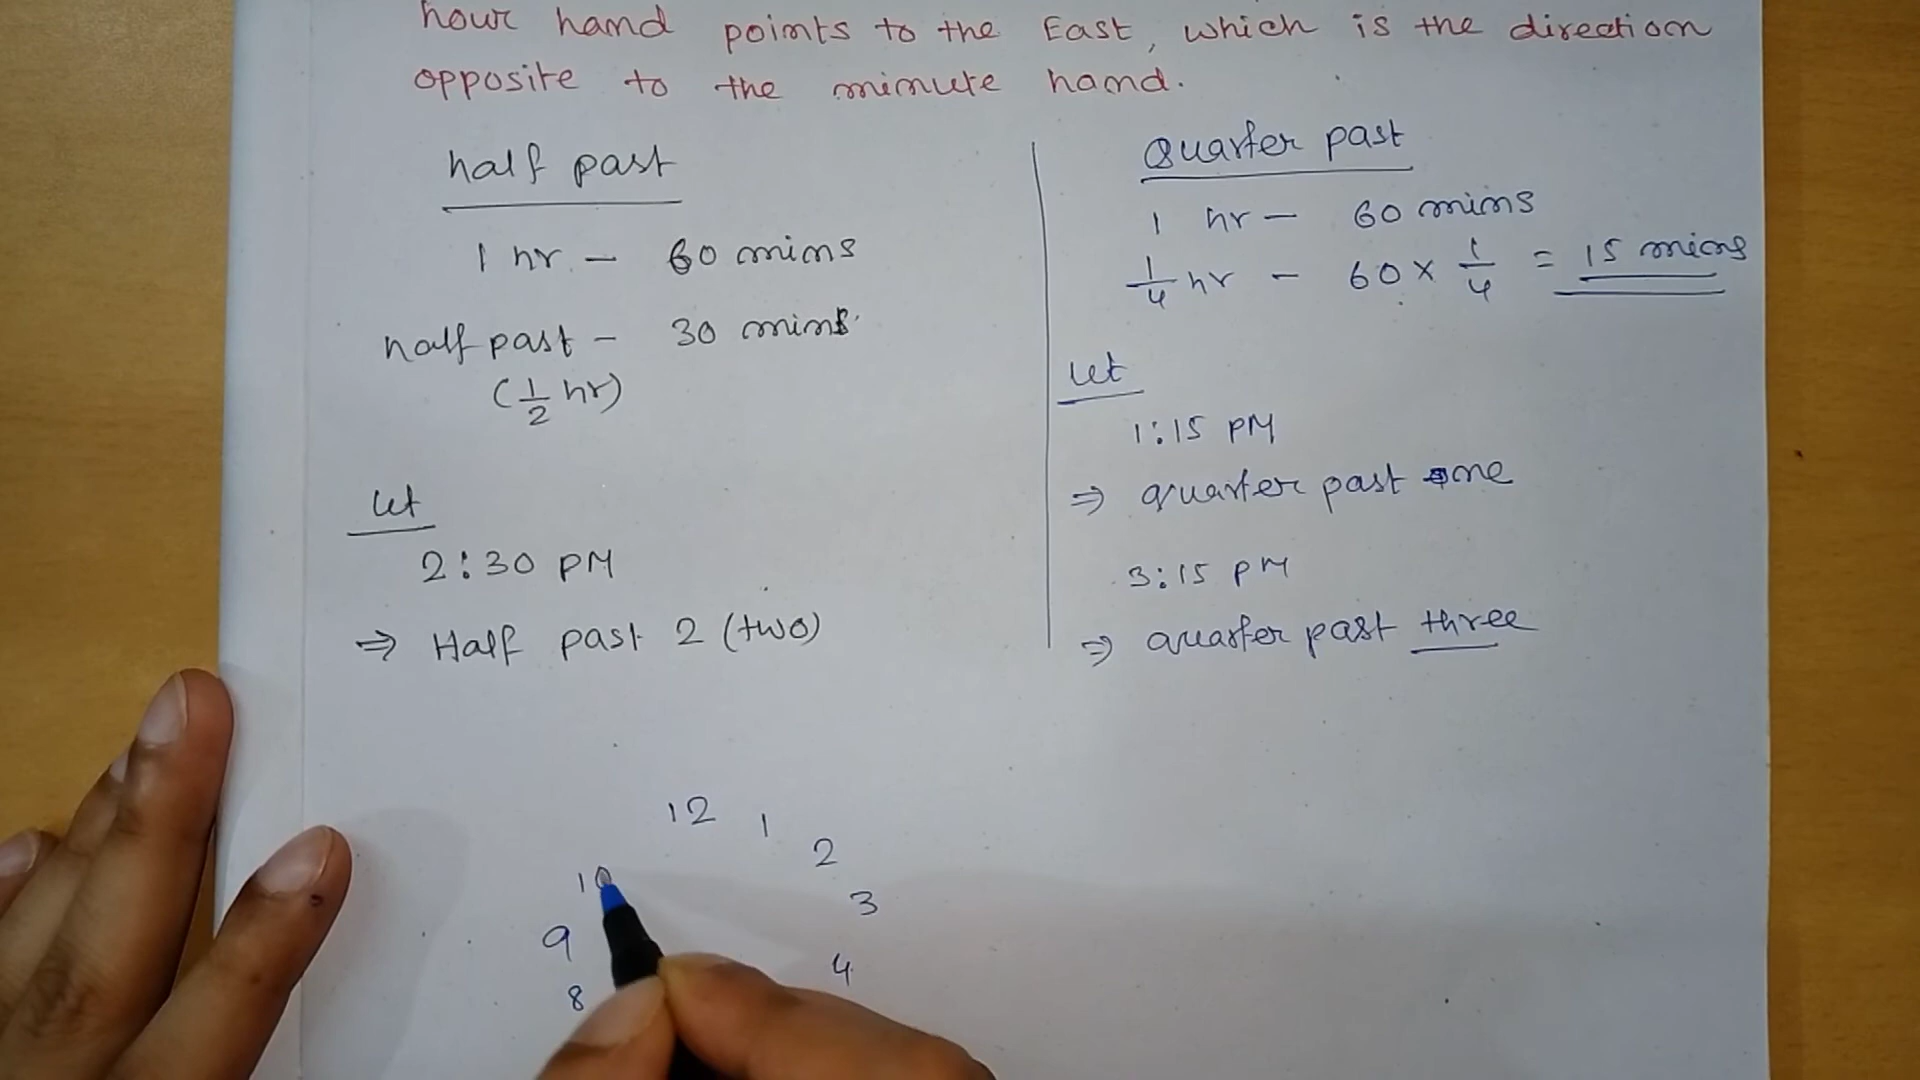 hour hand points to the East, which is the direction
opposite to the minute hand.
half past
1 hr. - 60 mins
half past - 30 mins
(1/2 hr)
let
2:30 PM
⇒ Half past 2 (two)
Quarter past
1 hr - 60 mins
1/4 hr - 60 × 1/4 = 15 mins
let
1:15 PM
⇒ quarter past one
3:15 PM
⇒ quarter past three
12 1
2
10
3
9
4
8